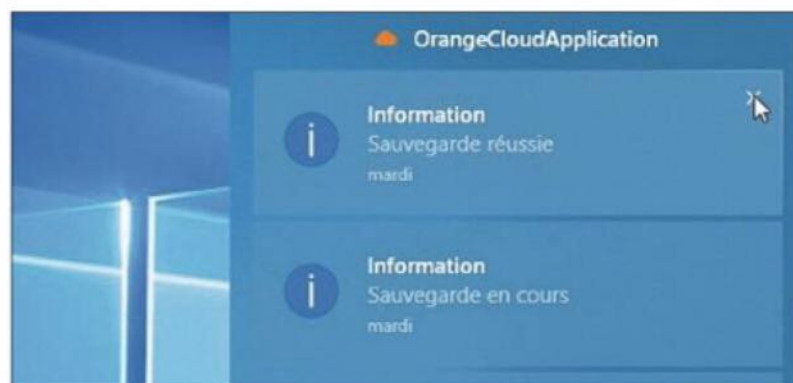 OrangeCloudApplication
Information
Sauvegarde réussie
mardi
Information
Sauvegarde en cours
mardi